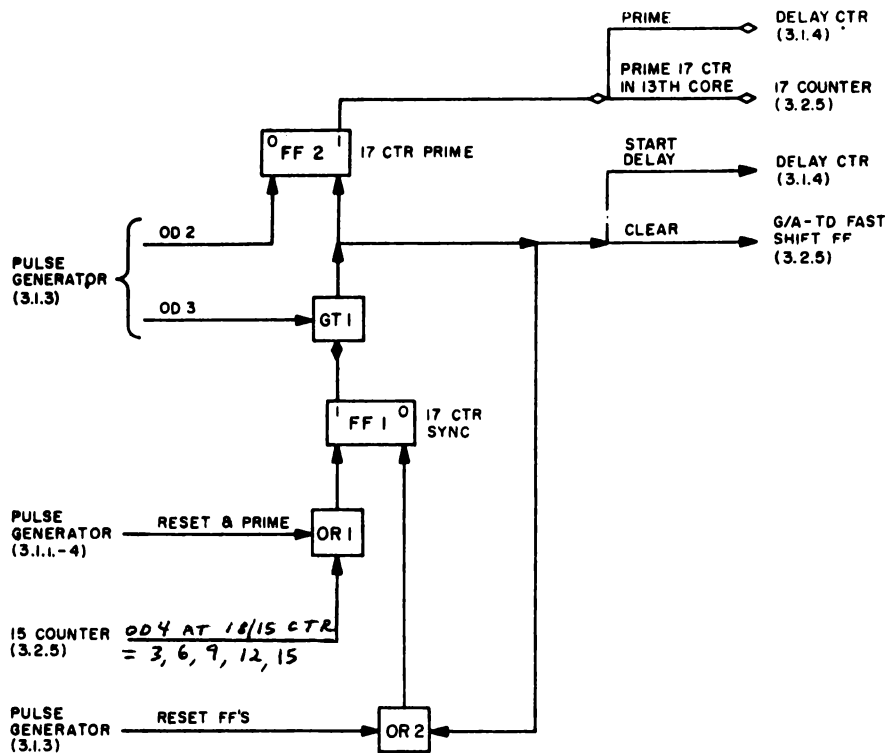 PRIME
DELAY CTR
(3.1.4)
PRIME 17 CTR
IN 13TH CORE
17 COUNTER
(3.2.5)
0 FF 2 1
17 CTR PRIME
START
DELAY
DELAY CTR
(3.1.4)
OD 2
CLEAR
G/A-TD FAST
SHIFT FF
(3.2.5)
PULSE
GENERATOR
(3.1.3)
OD 3
GT 1
1 FF 1 0
17 CTR
SYNC
PULSE
GENERATOR
(3.1.1.-4)
RESET & PRIME
OR 1
15 COUNTER
(3.2.5)
OD 4 AT 18/15 CTR
= 3, 6, 9, 12, 15
PULSE
GENERATOR
(3.1.3)
RESET FF'S
OR 2